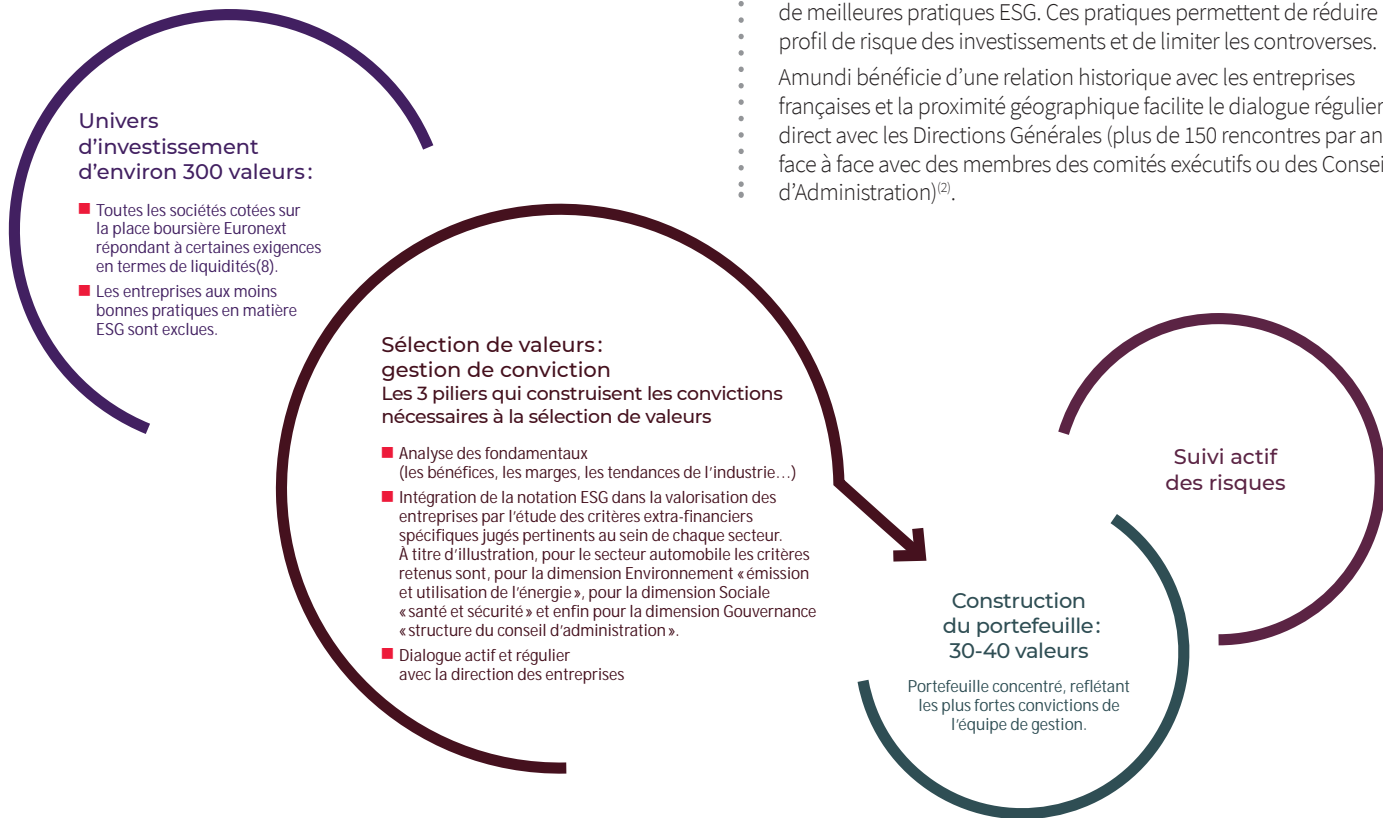 de meilleures pratiques ESG. Ces pratiques permettent de réduire
profil de risque des investissements et de limiter les controverses.
Amundi bénéficie d’une relation historique avec les entreprises
françaises et la proximité géographique facilite le dialogue régulier
direct avec les Directions Générales (plus de 150 rencontres par an
face à face avec des membres des comités exécutifs ou des Consei
d’Administration)(2).
Univers
d’investissement
d’environ 300 valeurs :
■ Toutes les sociétés cotées sur
la place boursière Euronext
répondant à certaines exigences
en termes de liquidités(8).
■ Les entreprises aux moins
bonnes pratiques en matière
ESG sont exclues.
Sélection de valeurs :
gestion de conviction
Les 3 piliers qui construisent les convictions
nécessaires à la sélection de valeurs
■ Analyse des fondamentaux
(les bénéfices, les marges, les tendances de l’industrie…)
■ Intégration de la notation ESG dans la valorisation des
entreprises par l’étude des critères extra-financiers
spécifiques jugés pertinents au sein de chaque secteur.
À titre d’illustration, pour le secteur automobile les critères
retenus sont, pour la dimension Environnement « émission
et utilisation de l’énergie », pour la dimension Sociale
« santé et sécurité » et enfin pour la dimension Gouvernance
« structure du conseil d’administration ».
■ Dialogue actif et régulier
avec la direction des entreprises
Construction
du portefeuille :
30-40 valeurs
Portefeuille concentré, reflétant
les plus fortes convictions de
l’équipe de gestion.
Suivi actif
des risques